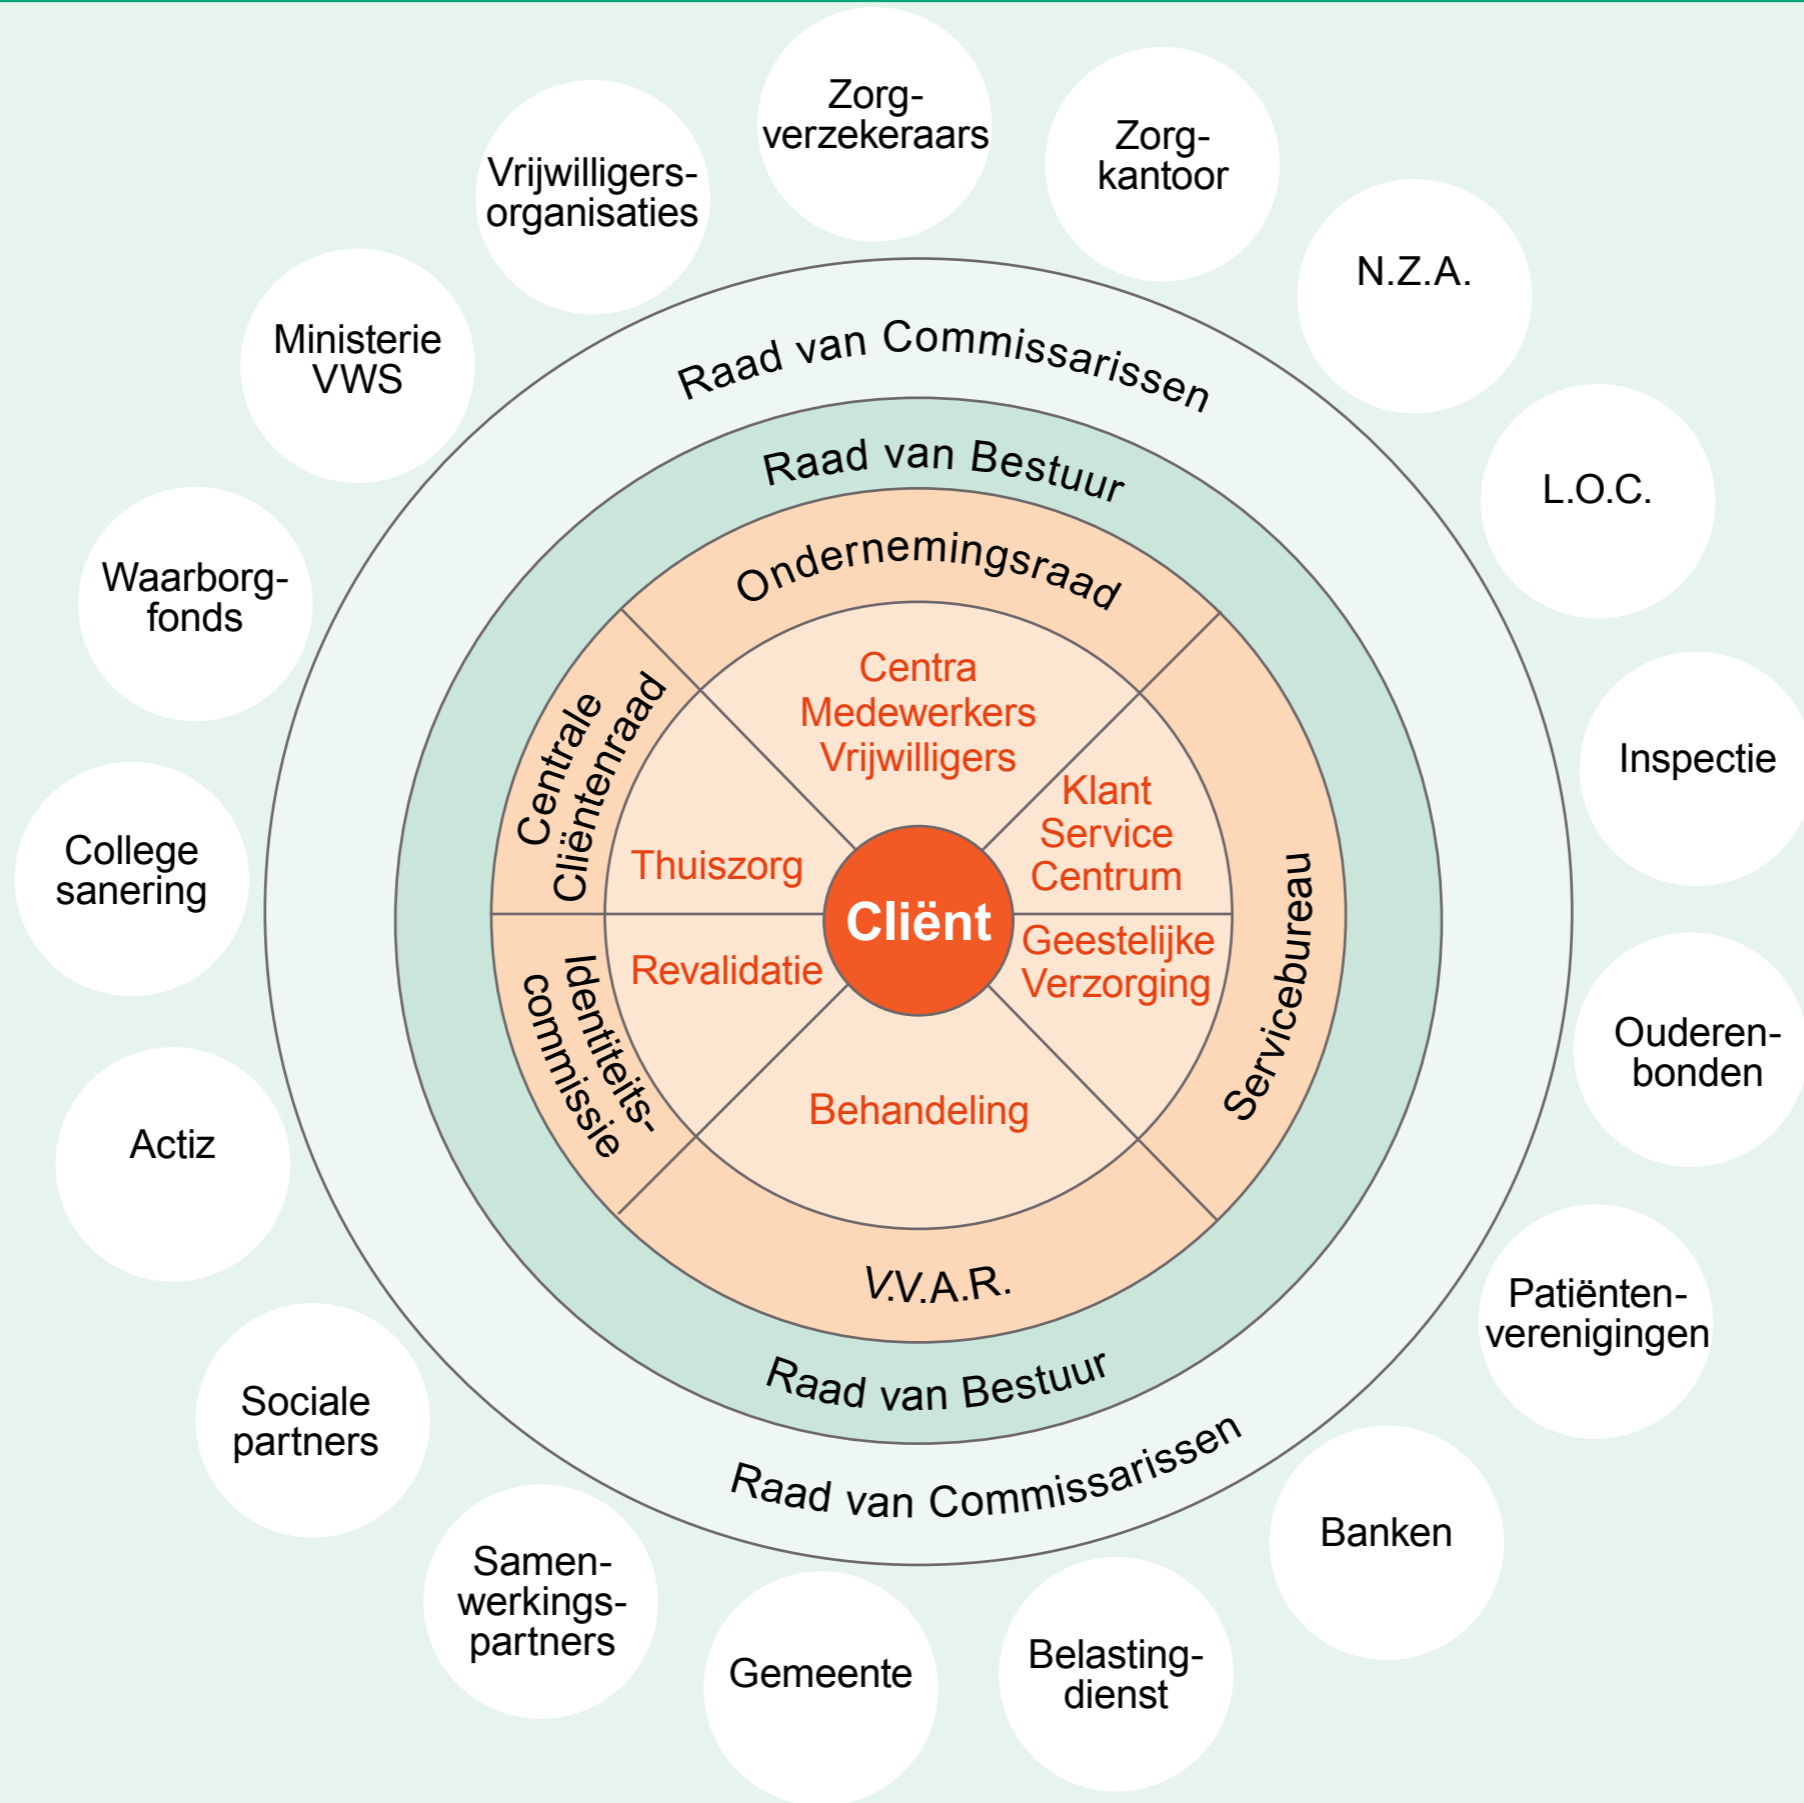 Zorg-
verzekeraars
Zorg-
kantoor
N.Z.A.
L.O.C.
Inspectie
Ouderen-
bonden
Patiënten-
verenigingen
Banken
Belasting-
dienst
Gemeente
Samen-
werkings-
partners
Sociale
partners
Actiz
College
sanering
Waarborg-
fonds
Ministerie
VWS
Vrijwilligers-
organisaties
Raad van Commissarissen
Raad van Bestuur
Ondernemingsraad
Centrale
Cliëntenraad
Identiteits-
commissie
Servicebureau
V.V.A.R.
Raad van Bestuur
Raad van Commissarissen
Centra
Medewerkers
Vrijwilligers
Klant
Service
Centrum
Geestelijke
Verzorging
Behandeling
Revalidatie
Thuiszorg
Cliënt